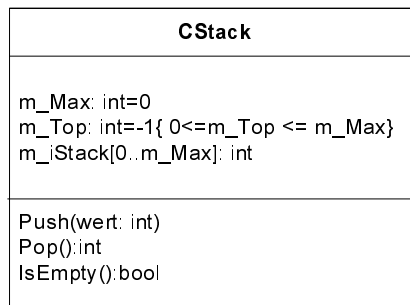 CStack
m_Max: int=0
m_Top: int=-1{ 0<=m_Top <= m_Max}
m_iStack[0..m_Max]: int
Push(wert: int)
Pop():int
IsEmpty():bool